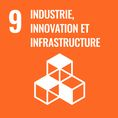 9 INDUSTRIE,
INNOVATION ET
INFRASTRUCTURE